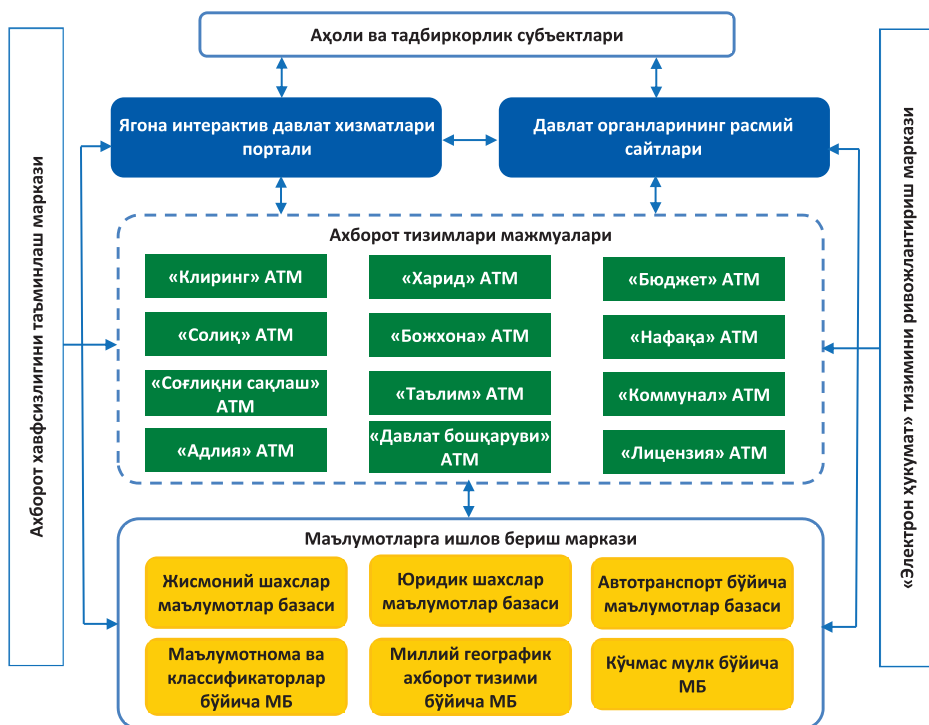 Аҳоли ва тадбиркорлик субъектлари
Ягона интерактив давлат хизматлари
портали
Давлат органларининг расмий
сайтлари
Ахборот хавфсизлигини таъминлаш маркази
«Электрон ҳукумат» тизимини ривожлантириш маркази
Ахборот тизимлари мажмуалари
«Клиринг» АТМ
«Харид» АТМ
«Бюджет» АТМ
«Солиқ» АТМ
«Божхона» АТМ
«Нафақа» АТМ
«Соғлиқни сақлаш»
АТМ
«Таълим» АТМ
«Коммунал» АТМ
«Адлия» АТМ
«Давлат бошқаруви»
АТМ
«Лицензия» АТМ
Маълумотларга ишлов бериш маркази
Жисмоний шахслар
маълумотлар базаси
Юридик шахслар
маълумотлар базаси
Автотранспорт бўйича
маълумотлар базаси
Маълумотнома ва
классификаторлар
бўйича МБ
Миллий географик
ахборот тизими
бўйича МБ
Кўчмас мулк бўйича
МБ